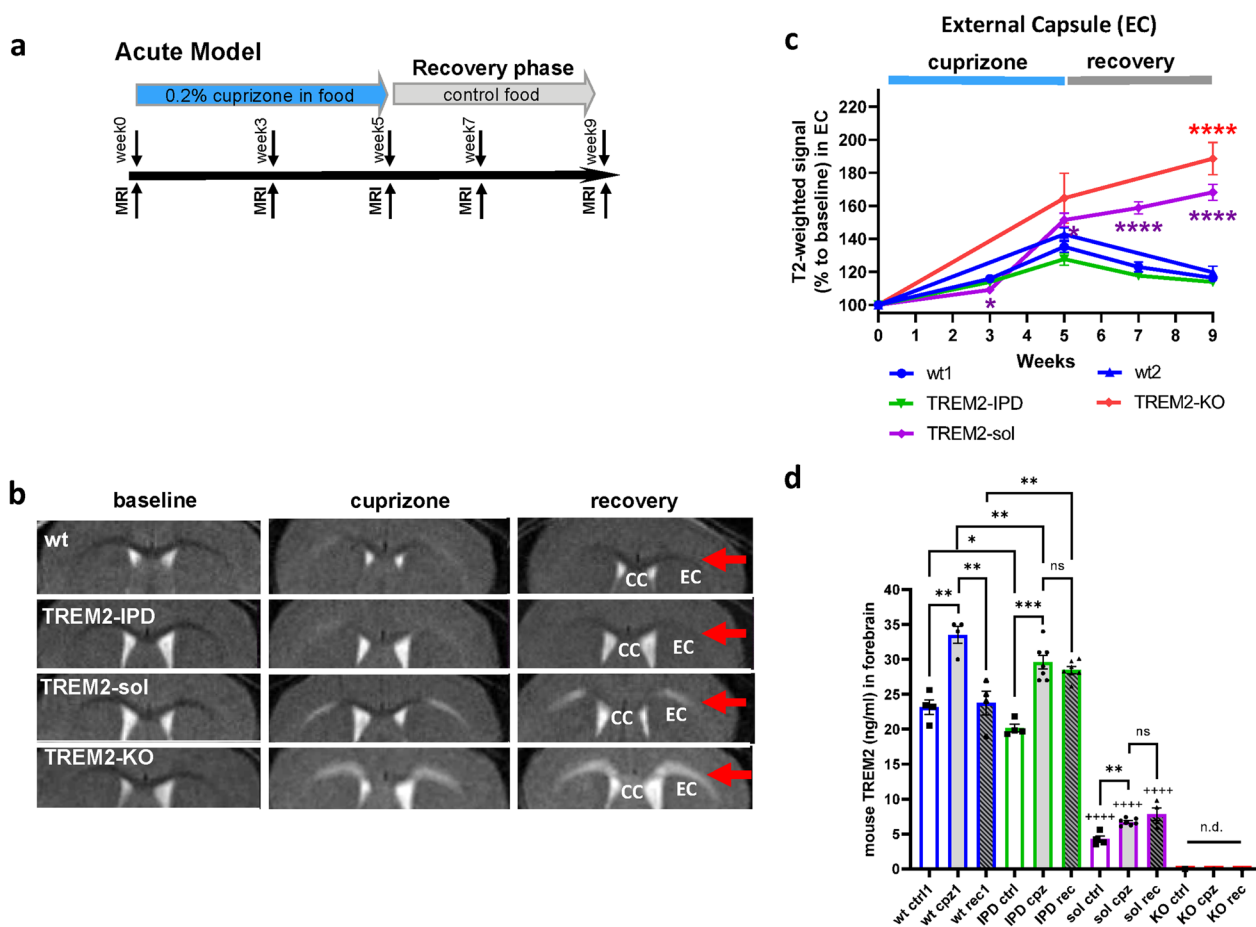 a
Acute Model
Recovery phase
0.2% cuprizone in food
control food
week0
week3
week5
week7
week9
MRI
MRI
MRI
MRI
MRI
b
baseline
cuprizone
recovery
wt
CC
EC
TREM2-IPD
CC
EC
TREM2-sol
CC
EC
TREM2-KO
CC
EC
c
External Capsule (EC)
cuprizone
recovery
T2-weighted signal
(% to baseline) in EC
220
200
180
160
140
120
100
****
****
****
*
*
0 1 2 3 4 5 6 7 8 9
Weeks
wt1
wt2
TREM2-IPD
TREM2-KO
TREM2-sol
d
mouse TREM2 (ng/ml) in forebrain
40
35
30
25
20
15
10
5
0
**
**
*
**
**
ns
***
ns
**
++++
++++
++++
n.d.
wt ctrl1
wt cpz1
wt rec1
IPD ctrl
IPD cpz
IPD rec
sol ctrl
sol cpz
sol rec
KO ctrl
KO cpz
KO rec